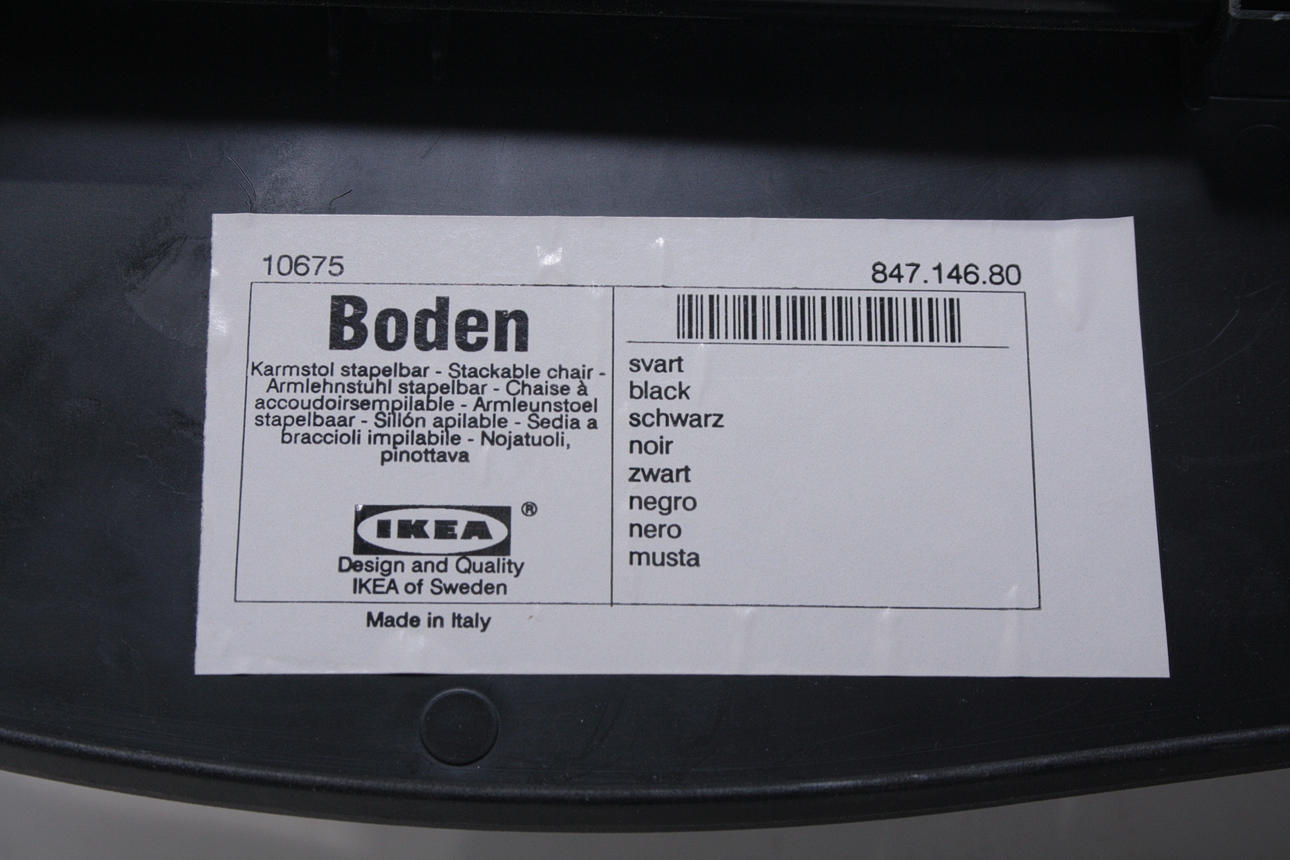 10675
847.146.80
Boden
Karmstol stapelbar - Stackable chair -
Armlehnstuhl stapelbar - Chaise à
accoudoirsempilable - Armleunstoel
stapelbaar - Sillón apilable - Sedia a
braccioli impilabile - Nojatuoli,
pinottava
IKEA ®
Design and Quality
IKEA of Sweden
Made in Italy
svart
black
schwarz
noir
zwart
negro
nero
musta